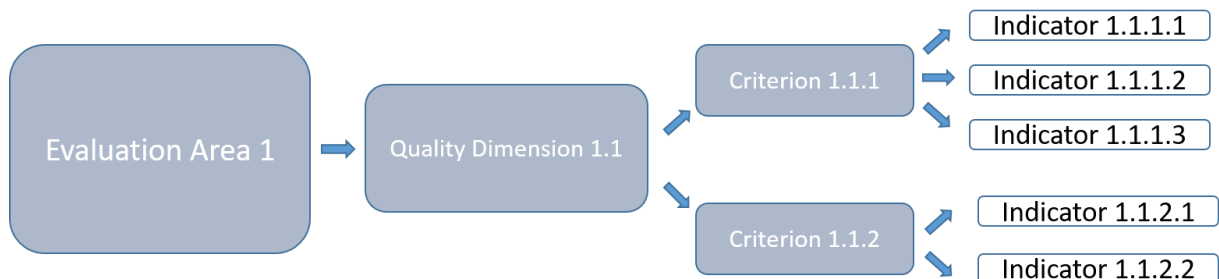 Evaluation Area 1
Quality Dimension 1.1
Criterion 1.1.1
Indicator 1.1.1.1
Indicator 1.1.1.2
Indicator 1.1.1.3
Criterion 1.1.2
Indicator 1.1.2.1
Indicator 1.1.2.2